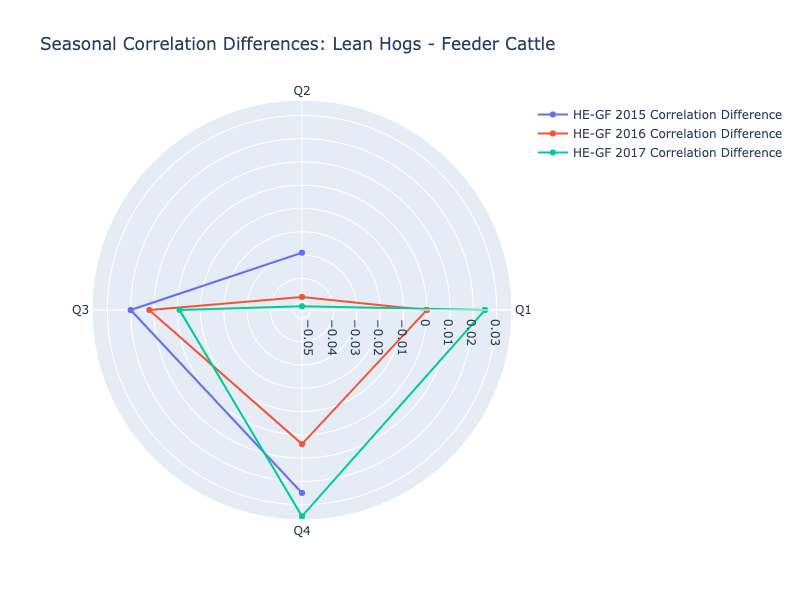 Seasonal Correlation Differences: Lean Hogs - Feeder Cattle
Q2
HE-GF 2015 Correlation Difference
HE-GF 2016 Correlation Difference
HE-GF 2017 Correlation Difference
Q3
Q1
−0.05
−0.04
−0.03
−0.02
−0.01
0
0.01
0.02
0.03
Q4